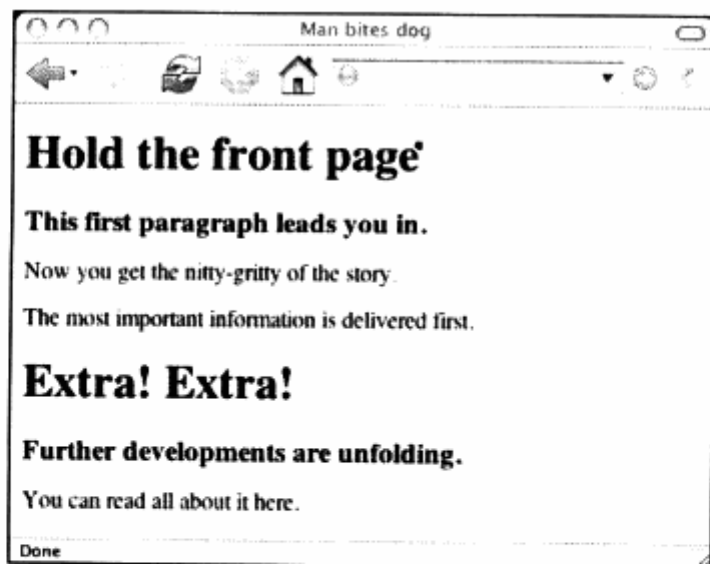 Man bites dog
Hold the front page
This first paragraph leads you in.
Now you get the nitty-gritty of the story.
The most important information is delivered first.
Extra! Extra!
Further developments are unfolding.
You can read all about it here.
Done